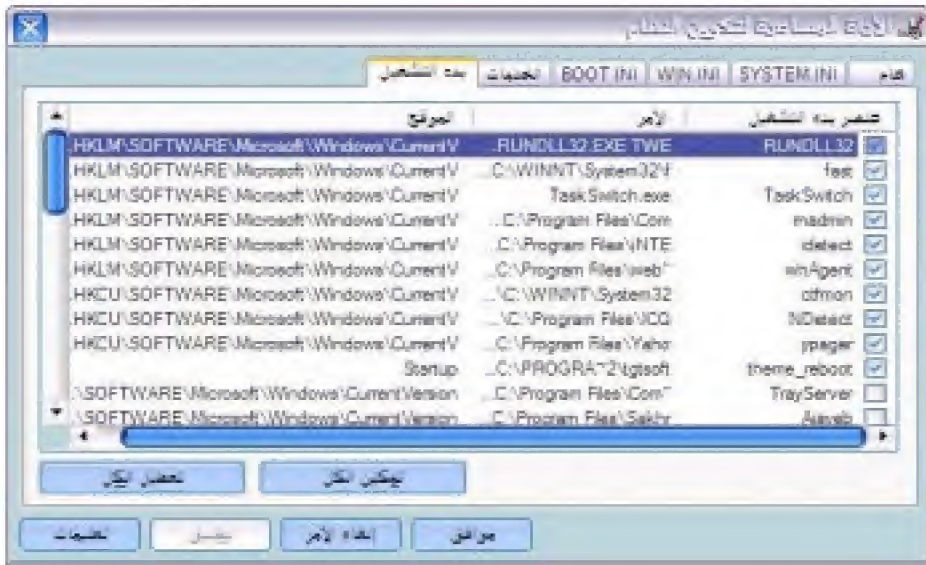 الأداة المساعدة لتكوين النظام
عام SYSTEM.INI WIN.INI BOOT.INI الخدمات بدء التشغيل
عنصر بدء التشغيل الأمر الموقع
RUNDLL32 RUNDLL32.EXE TWE.. HKLM\SOFTWARE\Microsoft\Windows\CurrentV.
fast C:\WINNT\System32\f.. HKLM\SOFTWARE\Microsoft\Windows\CurrentV.
TaskSwitch TaskSwitch.exe HKLM\SOFTWARE\Microsoft\Windows\CurrentV.
madmin C:\Program Files\Com... HKLM\SOFTWARE\Microsoft\Windows\CurrentV.
idetect C:\Program Files\INTE... HKLM\SOFTWARE\Microsoft\Windows\CurrentV.
whAgent C:\Program Files\web".. HKLM\SOFTWARE\Microsoft\Windows\CurrentV.
ctfmon C:\WINNT\System32\... HKCU\SOFTWARE\Microsoft\Windows\CurrentV.
NDetect C:\Program Files\ICQ\... HKCU\SOFTWARE\Microsoft\Windows\CurrentV.
ypager C:\Program Files\Yaho... HKCU\SOFTWARE\Microsoft\Windows\CurrentV.
theme_reboot C:\PROGRA~2\tgtsoft... Startup
TrayServer C:\Program Files\Com"... SOFTWARE\Microsoft\Windows\CurrentVersion\.
C:\Program Files\Sakhr... SOFTWARE\Microsoft\Windows\CurrentVersion\.
تمكين الكل تعطيل الكل
موافق إلغاء الأمر تطبيق تعليمات